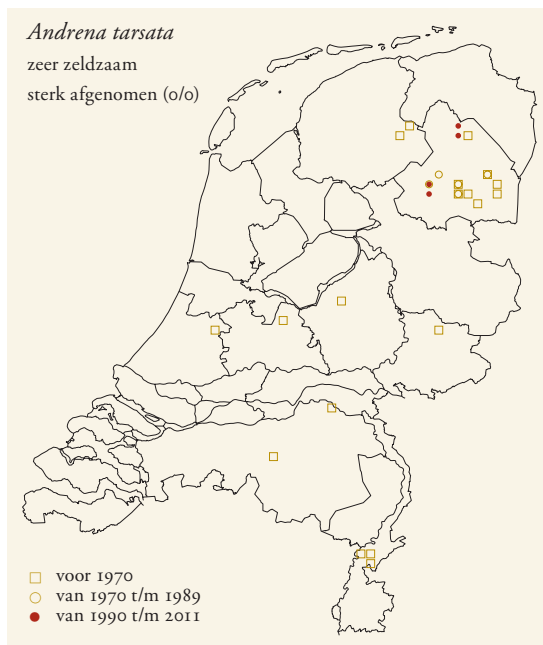 Andrena tarsata
zeer zeldzaam
sterk afgenomen (0/0)
voor 1970
van 1970 t/m 1989
van 1990 t/m 2011